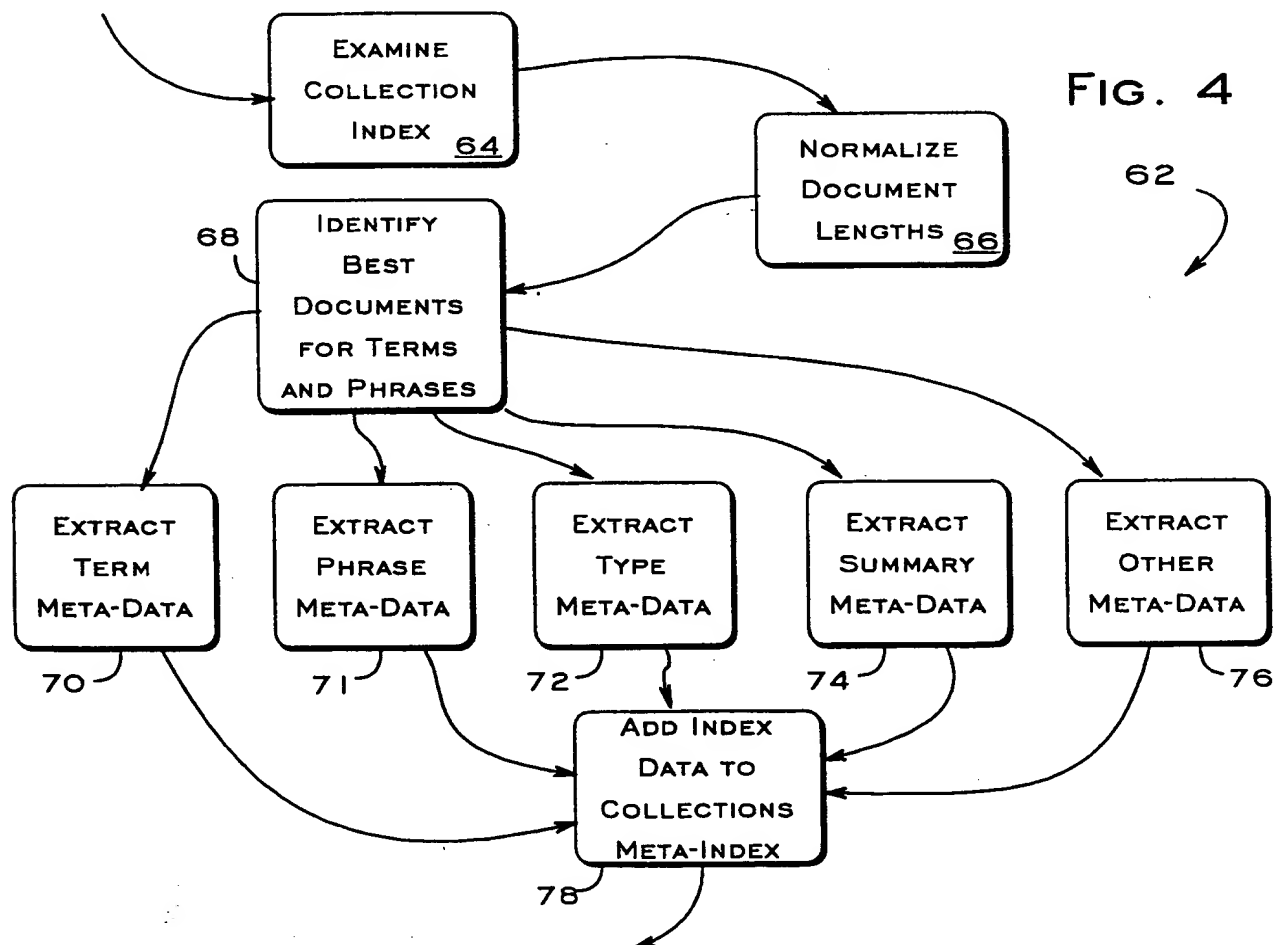 EXAMINE
COLLECTION
INDEX
64
FIG. 4
NORMALIZE
DOCUMENT
LENGTHS
66
62
68
IDENTIFY
BEST
DOCUMENTS
FOR TERMS
AND PHRASES
EXTRACT
TERM
META-DATA
70
EXTRACT
PHRASE
META-DATA
71
EXTRACT
TYPE
META-DATA
72
EXTRACT
SUMMARY
META-DATA
74
EXTRACT
OTHER
META-DATA
76
ADD INDEX
DATA TO
COLLECTIONS
META-INDEX
78